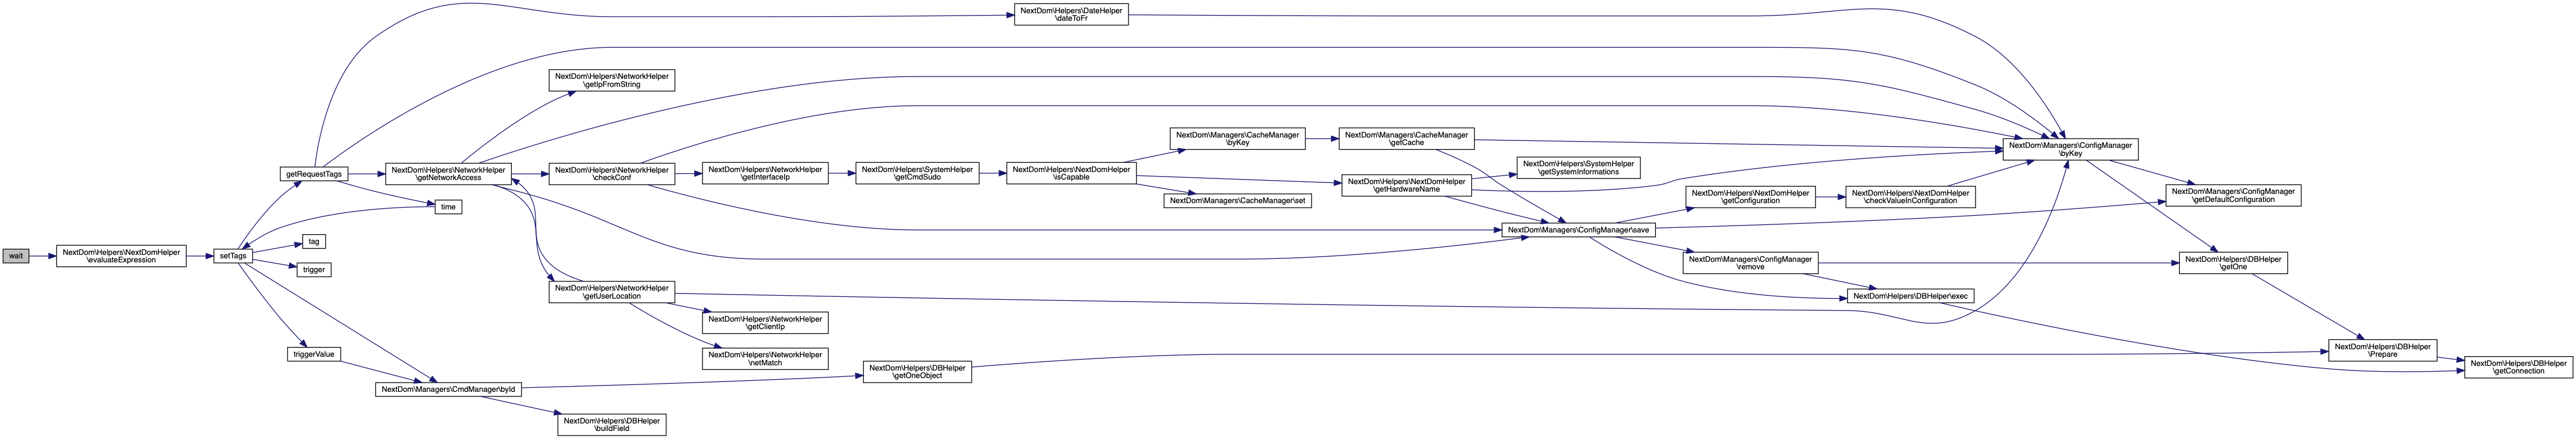 wait
NextDom\Helpers\NextDomHelper
\evaluateExpression
setTags
getRequestTags
tag
trigger
triggerValue
NextDom\Helpers\NetworkHelper
\getNetworkAccess
time
NextDom\Managers\CmdManager\byId
NextDom\Helpers\NetworkHelper
\getIpFromString
NextDom\Helpers\NetworkHelper
\checkConf
NextDom\Helpers\NetworkHelper
\getUserLocation
NextDom\Helpers\DBHelper
\buildField
NextDom\Helpers\NetworkHelper
\getInterfaceIp
NextDom\Helpers\NetworkHelper
\getClientIp
NextDom\Helpers\NetworkHelper
\netMatch
NextDom\Helpers\SystemHelper
\getCmdSudo
NextDom\Helpers\DBHelper
\getOneObject
NextDom\Helpers\DateHelper
\dateToFr
NextDom\Helpers\NextDomHelper
\isCapable
NextDom\Managers\CacheManager
\byKey
NextDom\Managers\CacheManager\set
NextDom\Managers\CacheManager
\getCache
NextDom\Helpers\NextDomHelper
\getHardwareName
NextDom\Helpers\SystemHelper
\getSystemInformations
NextDom\Managers\ConfigManager\save
NextDom\Helpers\NextDomHelper
\getConfiguration
NextDom\Managers\ConfigManager
\remove
NextDom\Helpers\NextDomHelper
\checkValueInConfiguration
NextDom\Helpers\DBHelper\exec
NextDom\Managers\ConfigManager
\byKey
NextDom\Managers\ConfigManager
\getDefaultConfiguration
NextDom\Helpers\DBHelper
\getOne
NextDom\Helpers\DBHelper
\Prepare
NextDom\Helpers\DBHelper
\getConnection